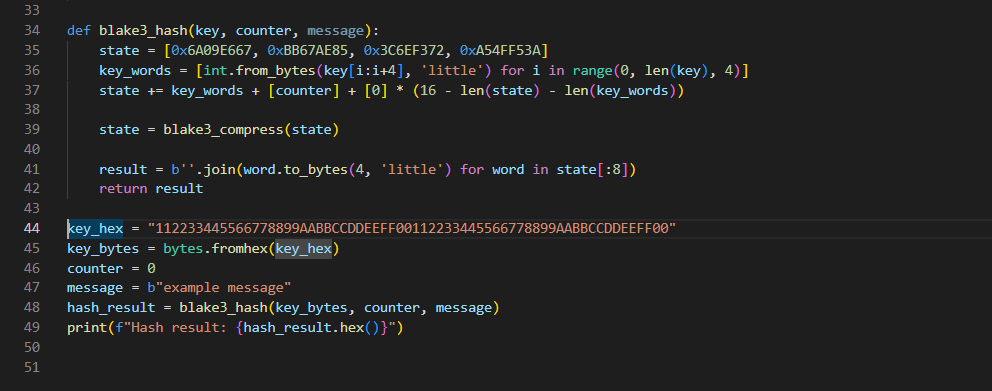 33
34 def blake3_hash(key, counter, message):
35     state = [0x6A09E667, 0xBB67AE85, 0x3C6EF372, 0xA54FF53A]
36     key_words = [int.from_bytes(key[i:i+4], 'little') for i in range(0, len(key), 4)]
37     state += key_words + [counter] + [0] * (16 - len(state) - len(key_words))
38
39     state = blake3_compress(state)
40
41     result = b''.join(word.to_bytes(4, 'little') for word in state[:8])
42     return result
43
44 key_hex = "112233445566778899AABBCCDDEEFF00112233445566778899AABBCCDDEEFF00"
45 key_bytes = bytes.fromhex(key_hex)
46 counter = 0
47 message = b"example message"
48 hash_result = blake3_hash(key_bytes, counter, message)
49 print(f"Hash result: {hash_result.hex()}")
50
51